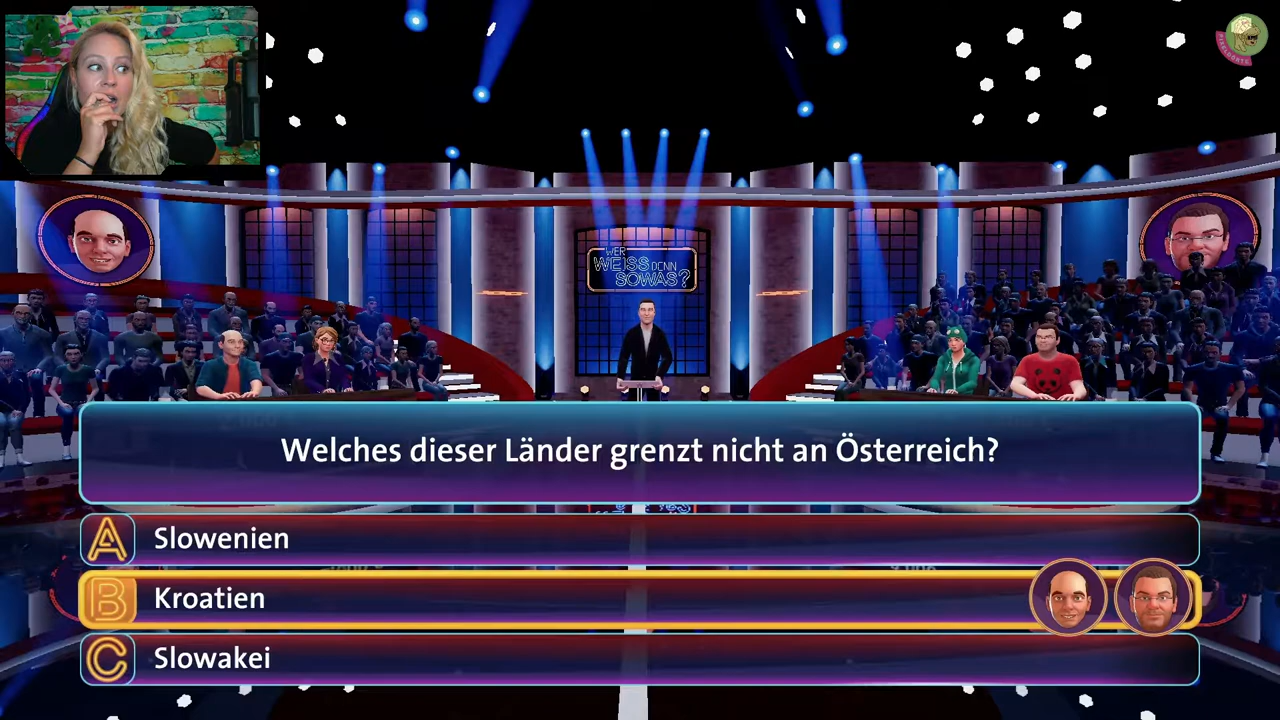 WER
WEISS DENN
SOWAS?
Welches dieser Länder grenzt nicht an Österreich?
A Slowenien
B Kroatien
C Slowakei